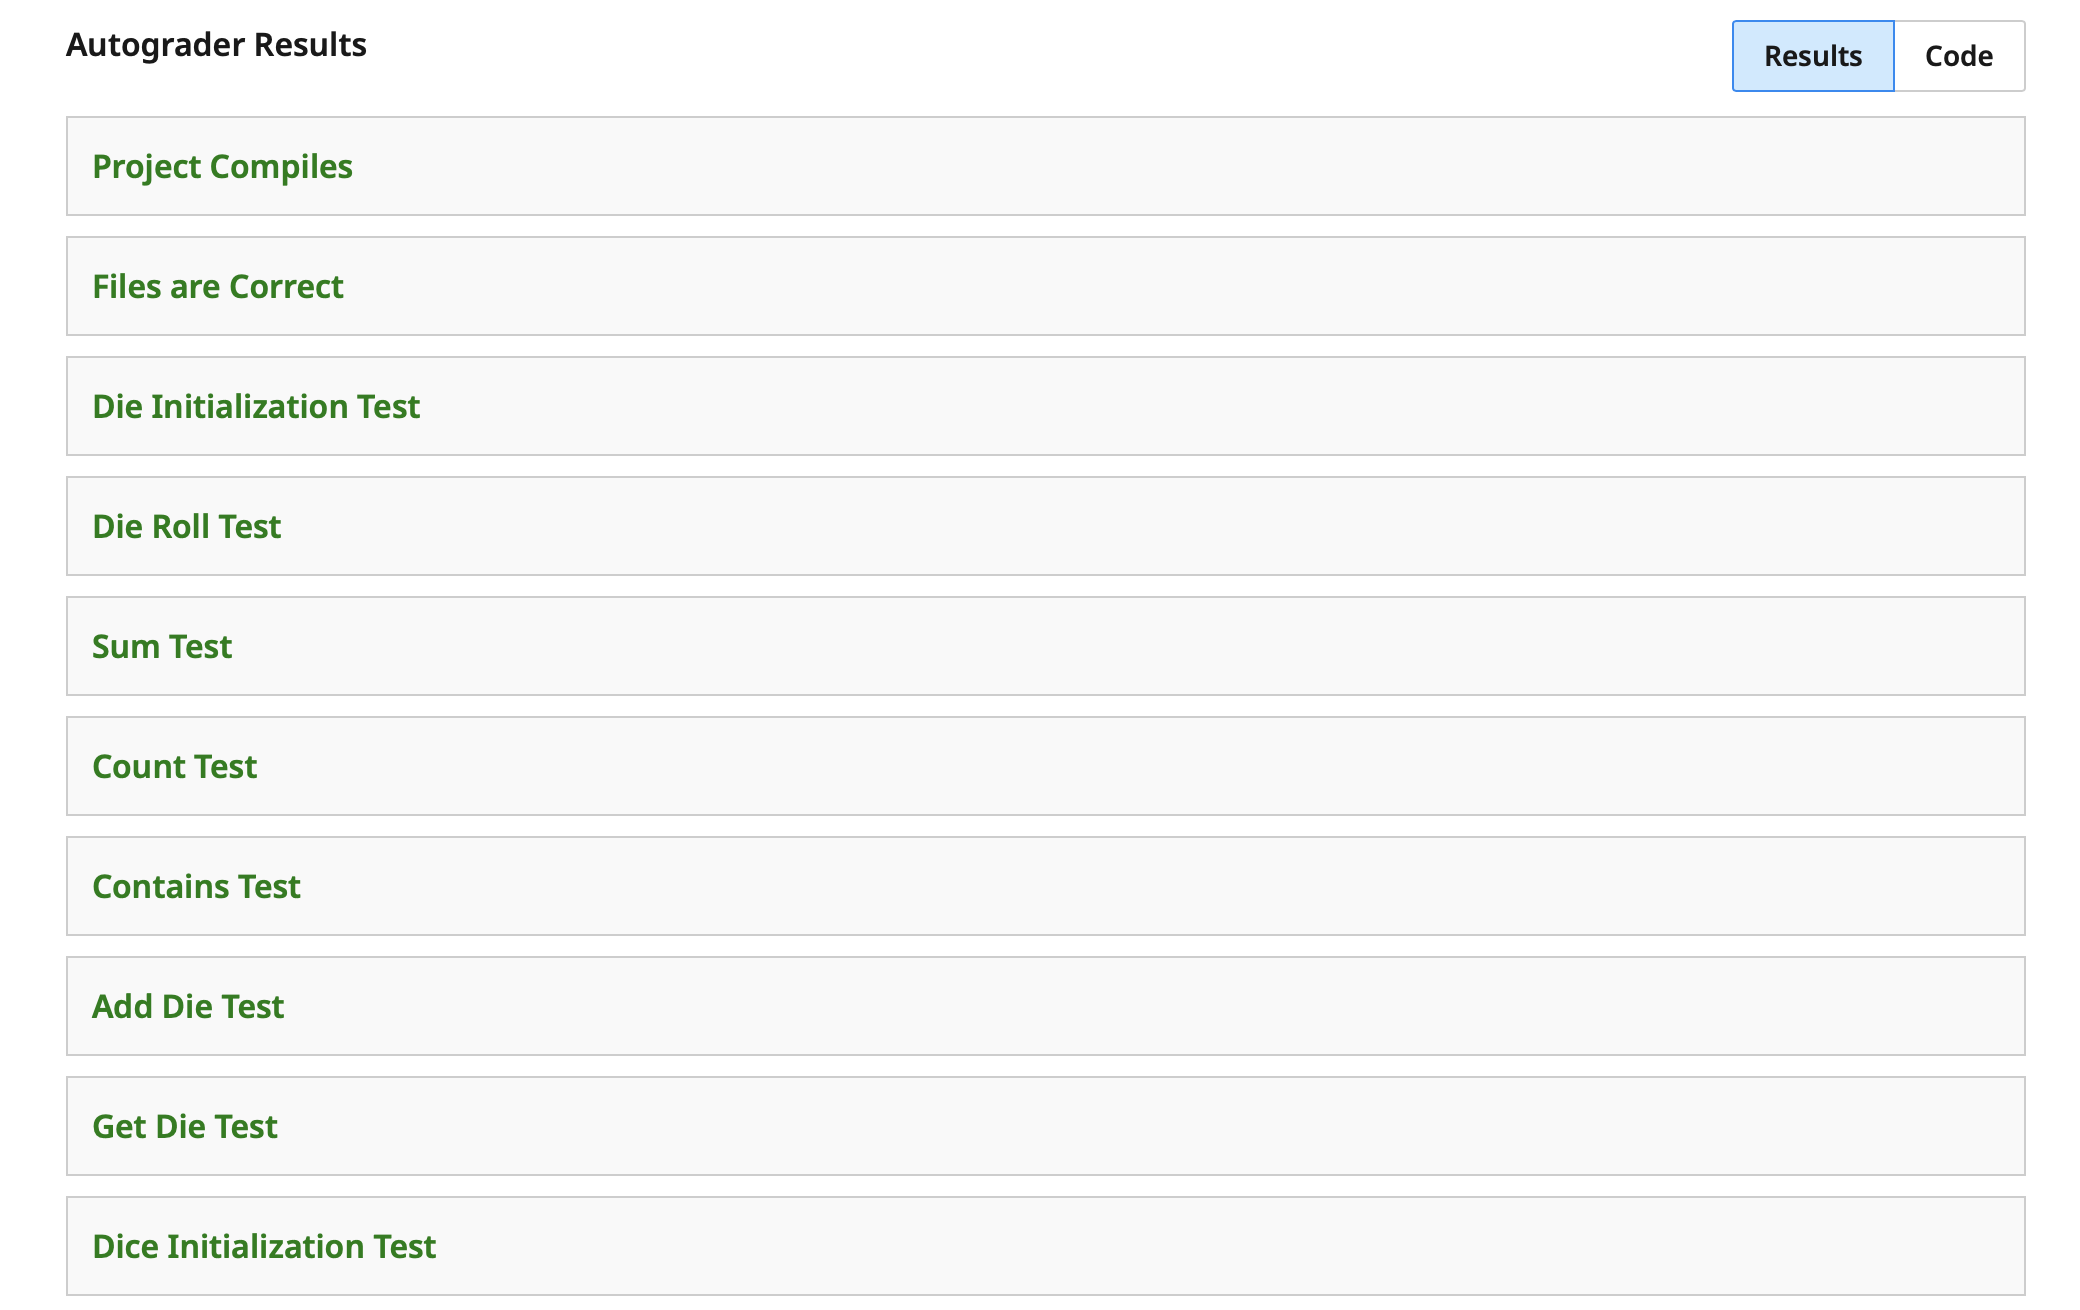 Autograder Results
Results
Code
Project Compiles
Files are Correct
Die Initialization Test
Die Roll Test
Sum Test
Count Test
Contains Test
Add Die Test
Get Die Test
Dice Initialization Test